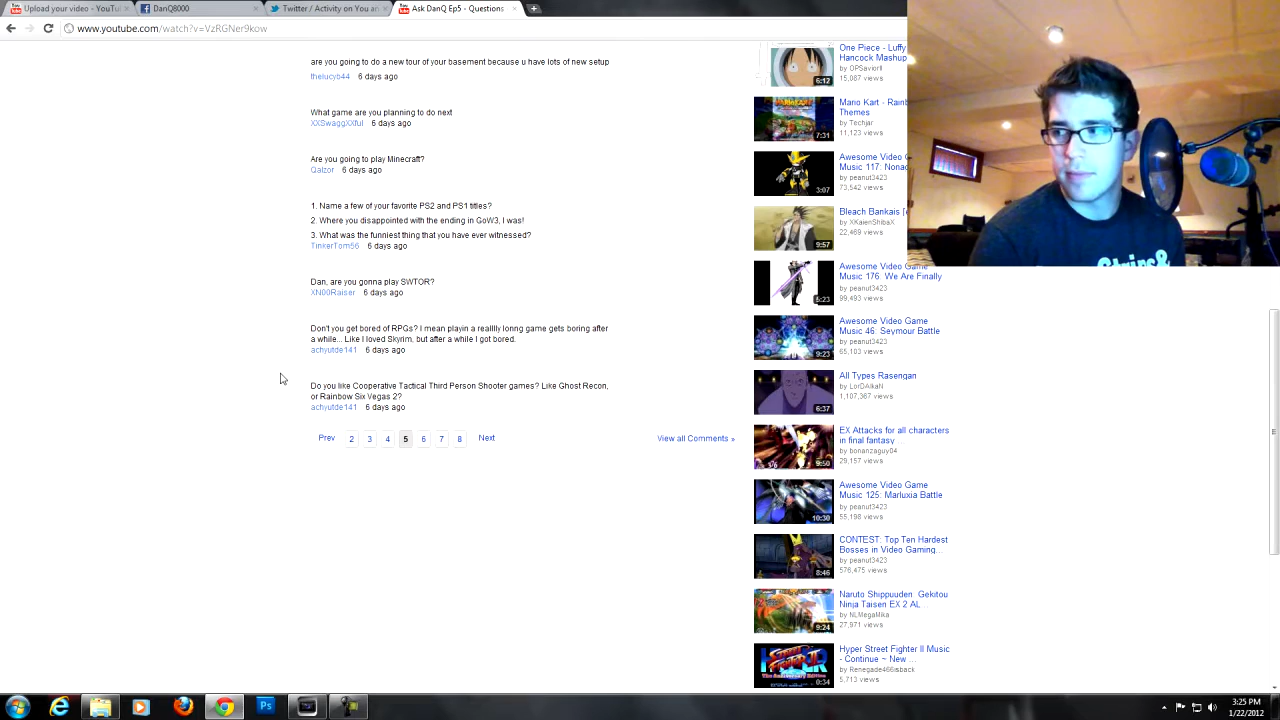 Upload your video - YouTu
DanQ8000
Twitter / Activity on You an
Ask DanQ Ep5 - Questions
www.youtube.com/watch?v=VzRGNer9kow
are you going to do a new tour of your basement because u have lots of new setup
thelucyb44 6 days ago
What game are you planning to do next
XXSwaggXXful 6 days ago
Are you going to play Minecraft?
Qalzor 6 days ago
1. Name a few of your favorite PS2 and PS1 titles?
2. Where you disappointed with the ending in GoW3, I was!
3. What was the funniest thing that you have ever witnessed?
TinkerTom56 6 days ago
Dan, are you gonna play SWTOR?
XN00Raiser 6 days ago
Don't you get bored of RPGs? I mean playin a realllly lonng game gets boring after
a while... Like I loved Skyrim, but after a while I got bored.
achyutde141 6 days ago
Do you like Cooperative Tactical Third Person Shooter games? Like Ghost Recon,
or Rainbow Six Vegas 2?
achyutde141 6 days ago
Prev 2 3 4 5 6 7 8 Next
View all Comments »
One Piece - Luffy
Hancock Mashup
by OPSaviorII
15,087 views
6:12
Mario Kart - Rainb
Themes
by Techjar
11,123 views
7:31
Awesome Video G
Music 117: Nonac
by peanut3423
73,542 views
3:07
Bleach Bankais [
by XKaienShibaX
22,469 views
9:57
Awesome Video Game
Music 176: We Are Finally
by peanut3423
99,493 views
5:23
Awesome Video Game
Music 46: Seymour Battle
by peanut3423
65,103 views
9:23
All Types Rasengan
by LorDAlkaN
1,107,367 views
6:37
EX Attacks for all characters
in final fantasy ...
by bonanzaguy04
29,157 views
9:50
Awesome Video Game
Music 125: Marluxia Battle
by peanut3423
55,198 views
10:30
CONTEST: Top Ten Hardest
Bosses in Video Gaming...
by peanut3423
576,475 views
8:46
Naruto Shippuuden Gekitou
Ninja Taisen EX 2 AL ...
by NLMegaMika
27,971 views
9:24
Hyper Street Fighter II Music
- Continue ~ New ...
by Renegade466isback
5,713 views
0:34
Stairs&
3:25 PM
1/22/2012